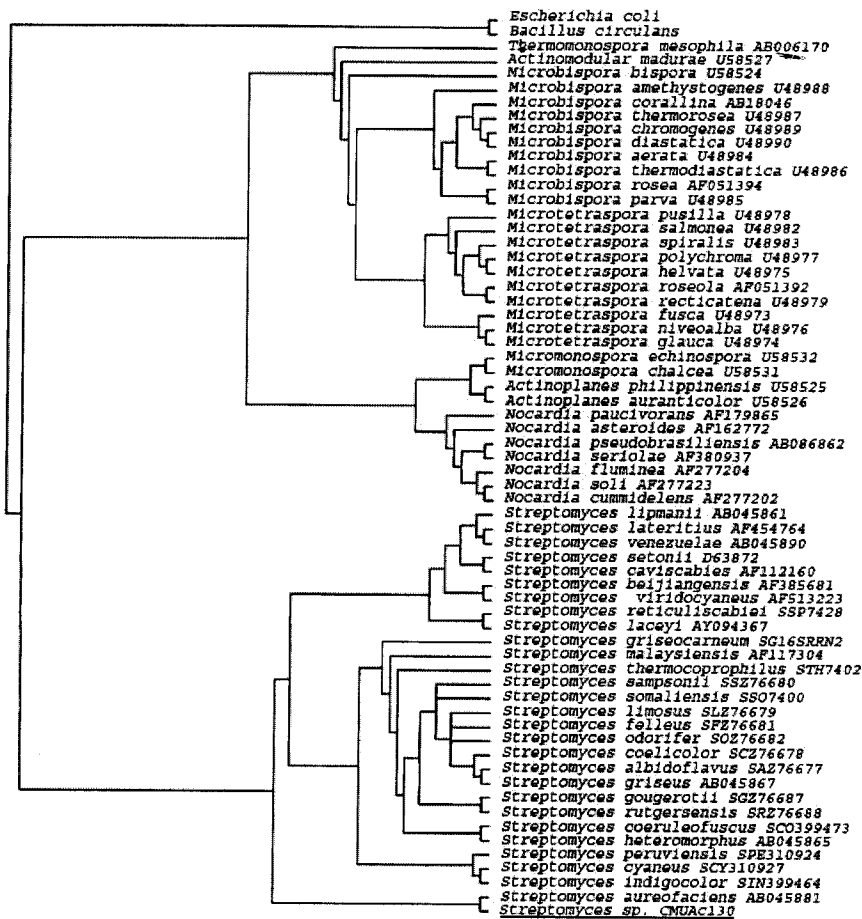 Escherichia coli
Bacillus circulans
Thermomonospora mesophila AB006170
Actinomodular madurae U58527
Microbispora bispora U58524
Microbispora amethystogenes U48988
Microbispora corallina AB18046
Microbispora thermorosea U48987
Microbispora chromogenes U48989
Microbispora diastatica U48990
Microbispora aerata U48984
Microbispora thermodiastatica U48986
Microbispora rosea AF051394
Microbispora parva U48985
Microtetraspora pusilla U48978
Microtetraspora salmonea U48982
Microtetraspora spiralis U48983
Microtetraspora polychroma U48977
Microtetraspora helvata U48975
Microtetraspora roseola AF051392
Microtetraspora recticatena U48979
Microtetraspora fusca U48973
Microtetraspora niveoalba U48976
Microtetraspora glauca U48974
Micromonospora echinospora U58532
Micromonospora chalcea U58531
Actinoplanes philippinensis U58525
Actinoplanes auranticolor U58526
Nocardia paucivorans AF179865
Nocardia asteroides AF162772
Nocardia pseudobrasiliensis AB086862
Nocardia seriolae AF380937
Nocardia fluminea AF277204
Nocardia soli AF277223
Nocardia cummidelens AF277202
Streptomyces lipmanii AB045861
Streptomyces lateritius AF454764
Streptomyces venezuelae AB045890
Streptomyces setonii D63872
Streptomyces caviscabies AF112160
Streptomyces beijiangensis AF385681
Streptomyces viridocyaneus AF513223
Streptomyces reticuliscabiei SSP7428
Streptomyces laceyi AY094367
Streptomyces griseocarneum SG16SRRN2
Streptomyces malaysiensis AF117304
Streptomyces thermocoprophilus STH7402
Streptomyces sampsonii SSZ76680
Streptomyces somaliensis SSO7400
Streptomyces limosus SLZ76679
Streptomyces felleus SFZ76681
Streptomyces odorifer SOZ76682
Streptomyces coelicolor SCZ76678
Streptomyces albidoflavus SAZ76677
Streptomyces griseus AB045867
Streptomyces gougerotii SGZ76687
Streptomyces rutgersensis SRZ76688
Streptomyces coeruleofuscus SCO399473
Streptomyces heteromorphus AB045865
Streptomyces peruviensis SPE310924
Streptomyces cyaneus SCY310927
Streptomyces indigocolor SIN399464
Streptomyces aureofaciens AB045881
Streptomyces sp. CMUAc130